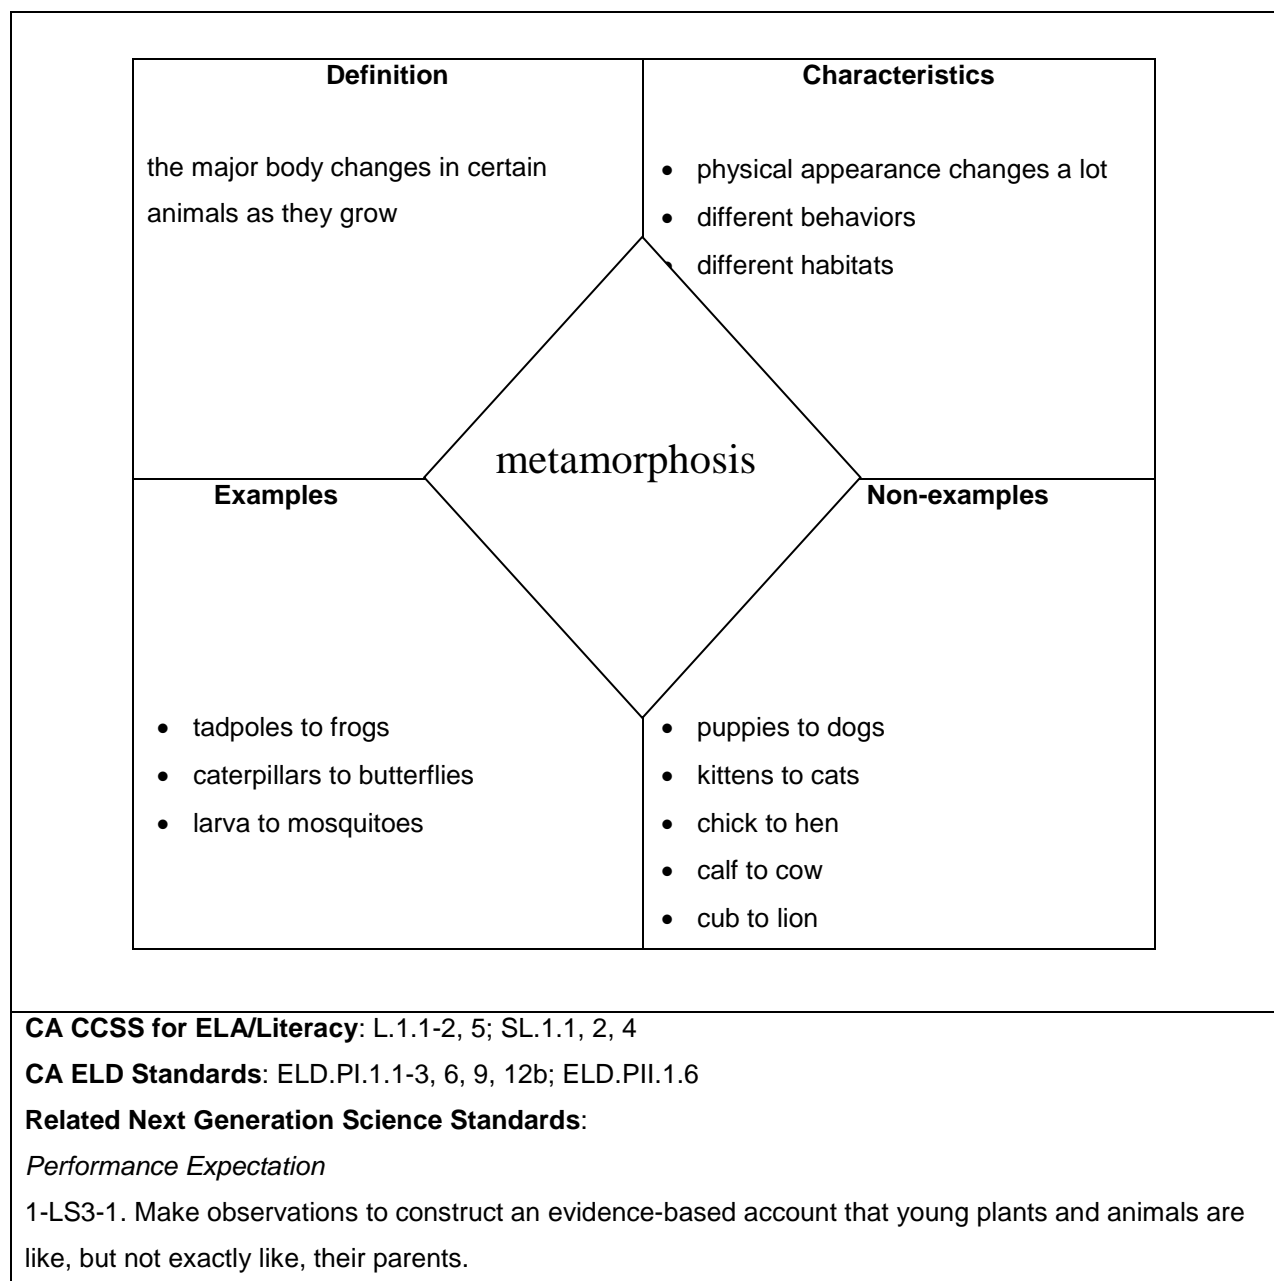 Definition
the major body changes in certain
animals as they grow
Characteristics
• physical appearance changes a lot
• different behaviors
• different habitats
metamorphosis
Examples
• tadpoles to frogs
• caterpillars to butterflies
• larva to mosquitoes
Non-examples
• puppies to dogs
• kittens to cats
• chick to hen
• calf to cow
• cub to lion
CA CCSS for ELA/Literacy: L.1.1-2, 5; SL.1.1, 2, 4
CA ELD Standards: ELD.PI.1.1-3, 6, 9, 12b; ELD.PII.1.6
Related Next Generation Science Standards:
Performance Expectation
1-LS3-1. Make observations to construct an evidence-based account that young plants and animals are
like, but not exactly like, their parents.